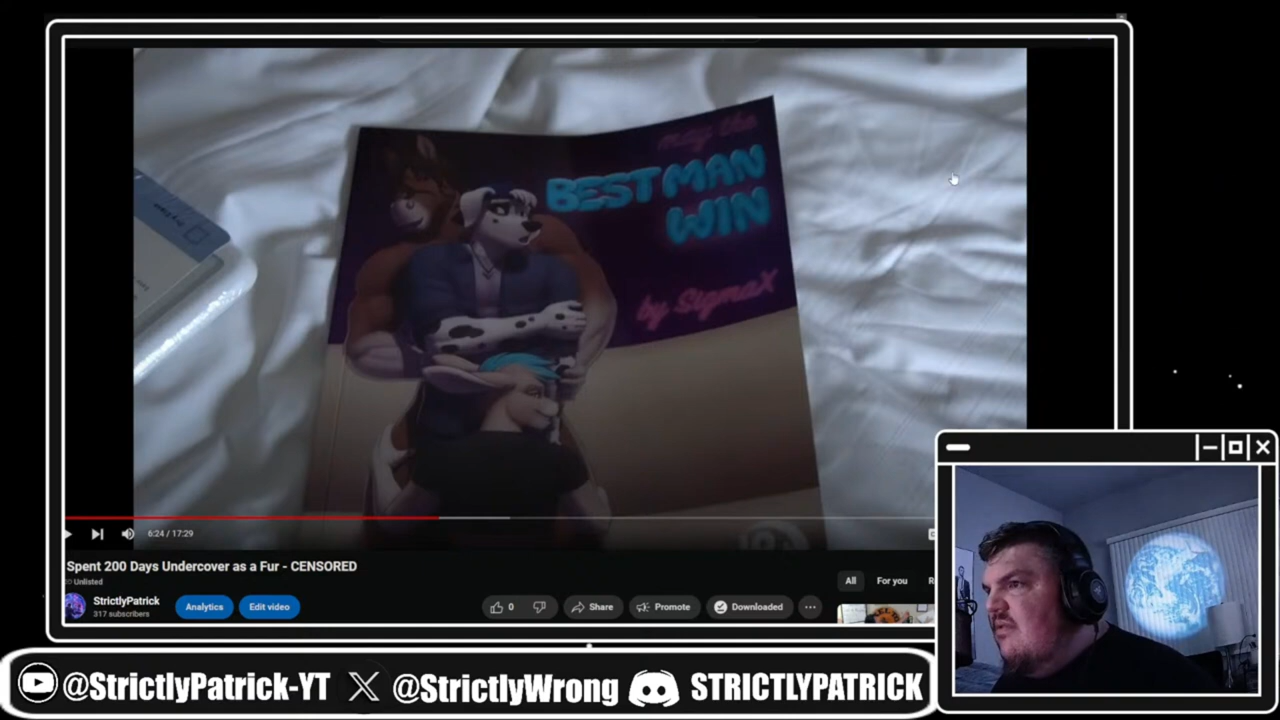 may the
BEST MAN
WIN
by SigmaX
18+
6:24 / 17:29
Spent 200 Days Undercover as a Fur - CENSORED
Unlisted
StrictlyPatrick
317 subscribers
Analytics
Edit video
0
Share
Promote
Downloaded
All
For you
@StrictlyPatrick-YT
@StrictlyWrong
STRICTLYPATRICK